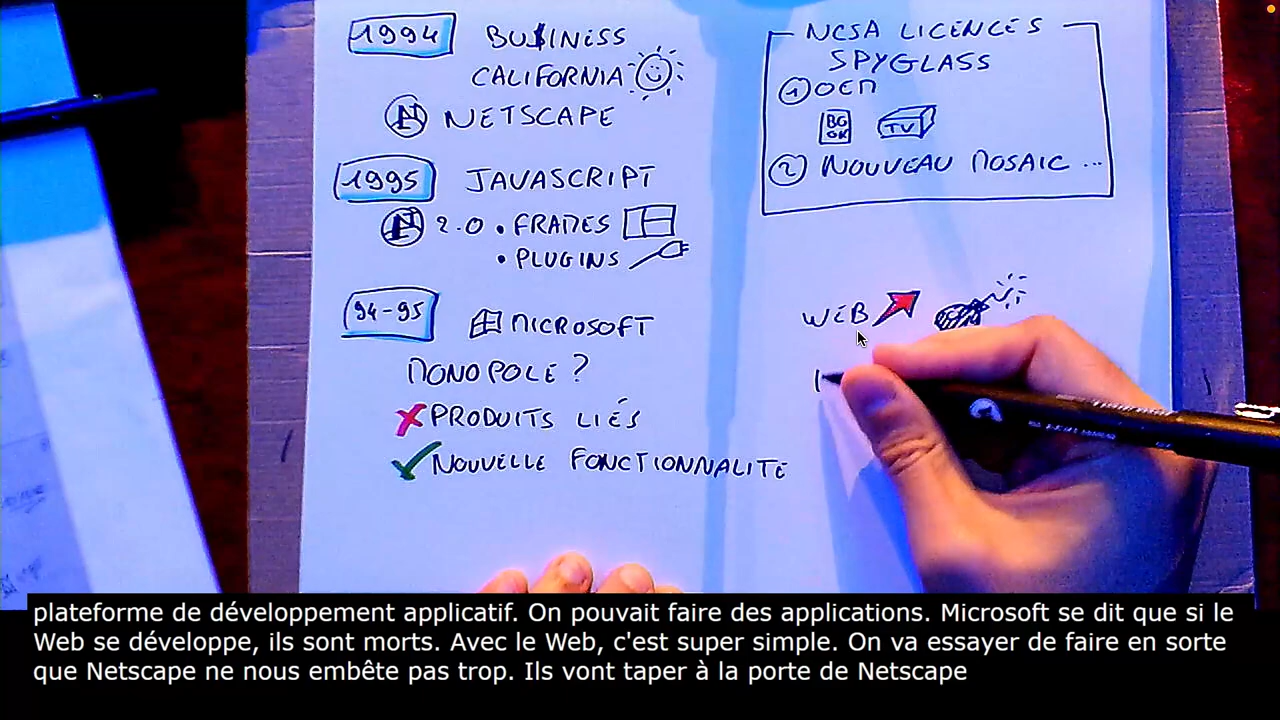 1994 BUSINESS
CALIFORNIA
N NETSCAPE
1995 JAVASCRIPT
N 2.0 • FRAMES
• PLUGINS
94-95 MICROSOFT
MONOPOLE ?
PRODUITS LIÉS
NOUVELLE FONCTIONNALITE
NCSA LICENCES
SPYGLASS
1 OEM
BG OK TV
2 NOUVEAU MOSAIC ...
WEB
plateforme de développement applicatif. On pouvait faire des applications. Microsoft se dit que si le
Web se développe, ils sont morts. Avec le Web, c'est super simple. On va essayer de faire en sorte
que Netscape ne nous embête pas trop. Ils vont taper à la porte de Netscape